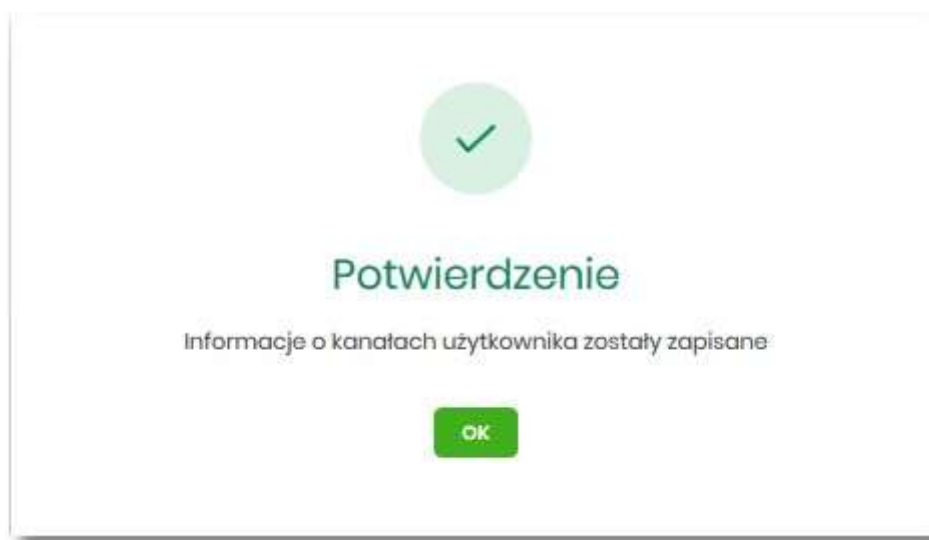 Potwierdzenie
Informacje o kanałach użytkownika zostały zapisane
OK